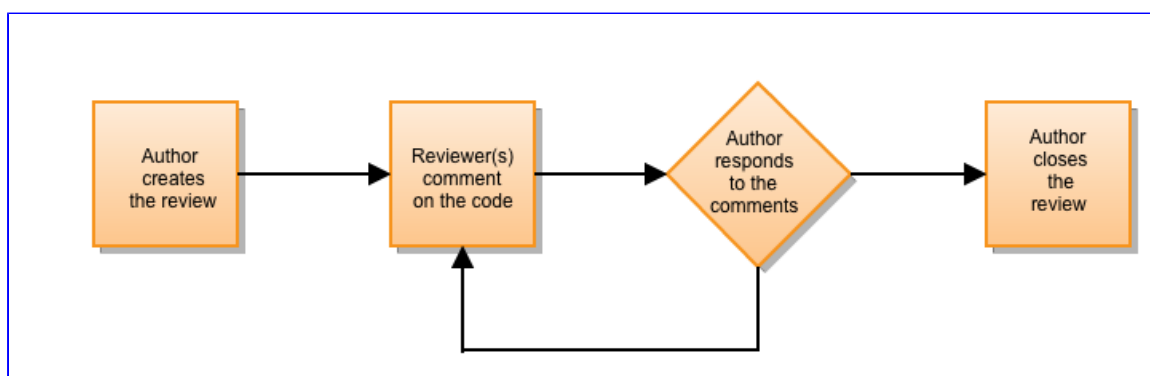 Author
creates
the review
Reviewer(s)
comment
on the code
Author
responds
to the
comments
Author
closes
the
review